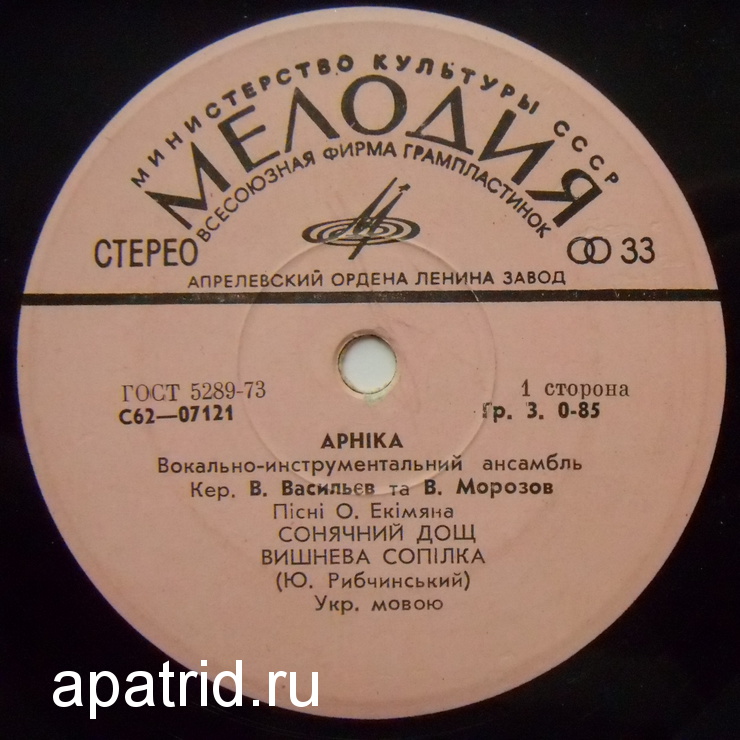 МИНИСТЕРСТВО КУЛЬТУРЫ СССР
МЕЛОДИЯ
ВСЕСОЮЗНАЯ ФИРМА ГРАМПЛАСТИНОК
СТЕРЕО
33
АПРЕЛЕВСКИЙ ОРДЕНА ЛЕНИНА ЗАВОД
ГОСТ 5289-73
1 сторона
С62—07121
Гр. 3. 0-85
АРНІКА
Вокально-инструментальний ансамбль
Кер. В. Васильєв та В. Морозов
Пісні О. Екімяна
СОНЯЧНИЙ ДОЩ
ВИШНЕВА СОПІЛКА
(Ю. Рибчинський)
Укр. мовою
apatrid.ru